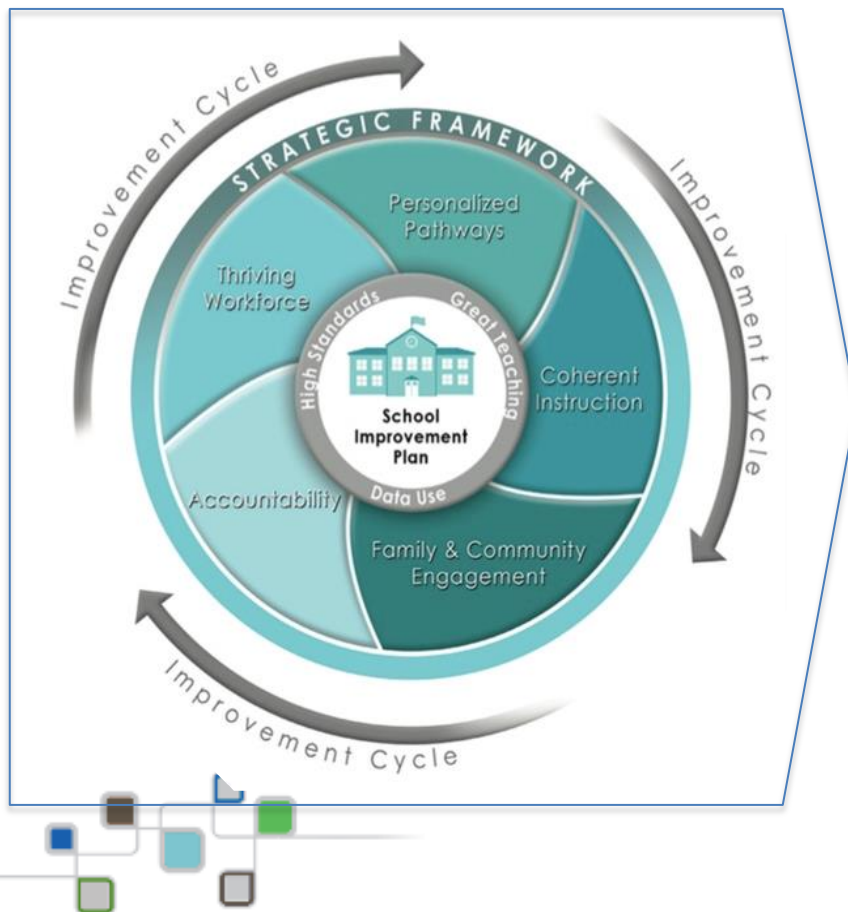 Improvement Cycle
STRATEGIC FRAMEWORK
Improvement Cycle
Personalized
Pathways
Thriving
Workforce
High Standards
Great Teaching
Coherent
Instruction
School
Improvement
Plan
Data Use
Accountability
Family & Community
Engagement
Improvement Cycle